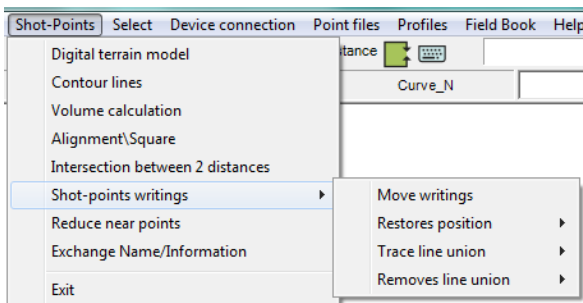 Shot-Points Select Device connection Point files Profiles Field Book Help
Digital terrain model
Contour lines
Curve_N
Volume calculation
Alignment\Square
Intersection between 2 distances
Shot-points writings
Reduce near points
Exchange Name/Information
Exit
Move writings
Restores position
Trace line union
Removes line union